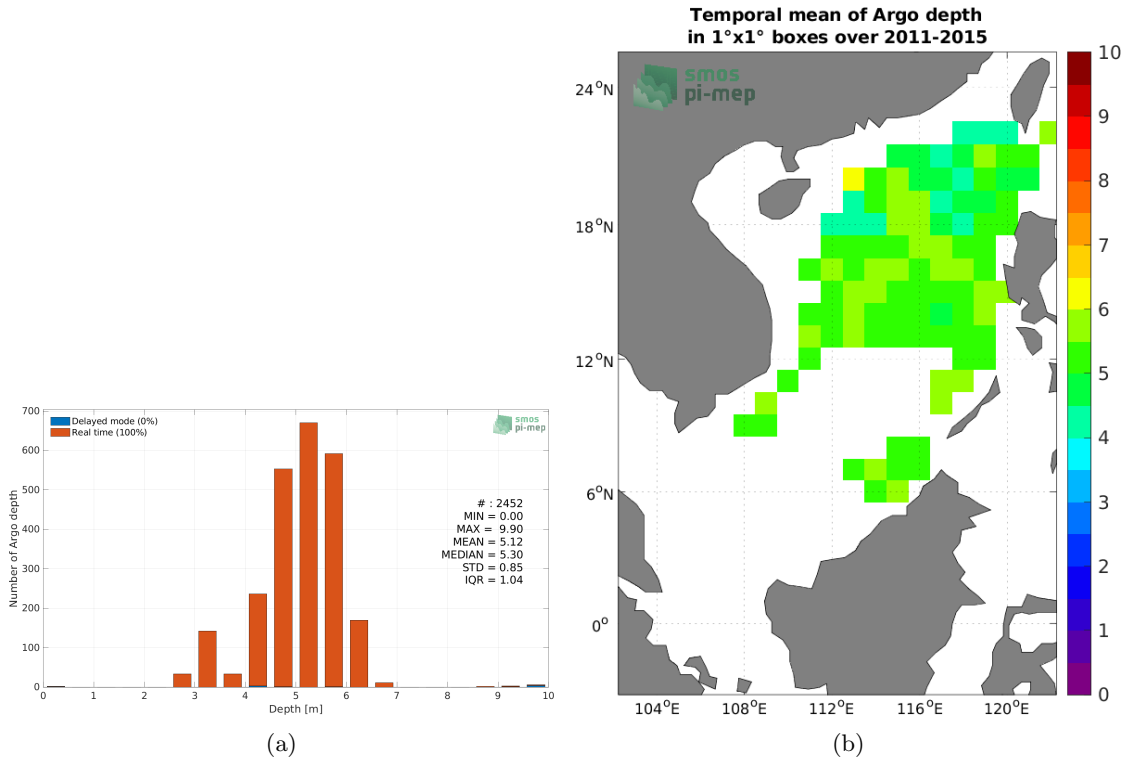 Temporal mean of Argo depth
in 1°x1° boxes over 2011-2015
smos
pi-mep
24°N
18°N
12°N
6°N
0°
104°E 108°E 112°E 116°E 120°E
10
9
8
7
6
5
4
3
2
1
0
700
600
500
400
300
200
100
0
Number of Argo depth
Delayed mode (0%)
Real time (100%)
smos
pi-mep
# : 2452
MIN = 0.00
MAX = 9.90
MEAN = 5.12
MEDIAN = 5.30
STD = 0.85
IQR = 1.04
0 1 2 3 4 5 6 7 8 9 10
Depth [m]
(a)
(b)